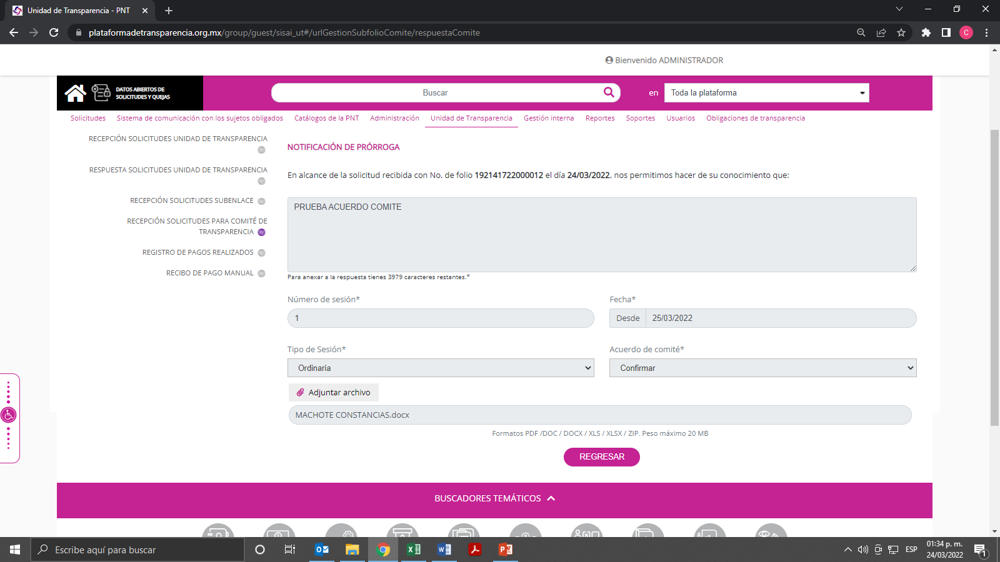 Unidad de Transparencia - PNT
plataformadetransparencia.org.mx/group/guest/sisai_ut#/urlGestionSubfolioComite/respuestaComite
C
Bienvenido ADMINISTRADOR
DATOS ABIERTOS DE
SOLICITUDES Y QUEJAS
Buscar
en
Toda la plataforma
Solicitudes Sistema de comunicación con los sujetos obligados Catálogos de la PNT Administración Unidad de Transparencia Gestión interna Reportes Soportes Usuarios Obligaciones de transparencia
RECEPCIÓN SOLICITUDES UNIDAD DE TRANSPARENCIA
RESPUESTA SOLICITUDES UNIDAD DE TRANSPARENCIA
RECEPCIÓN SOLICITUDES SUBENLACE
RECEPCIÓN SOLICITUDES PARA COMITÉ DE
TRANSPARENCIA
REGISTRO DE PAGOS REALIZADOS
RECIBO DE PAGO MANUAL
NOTIFICACIÓN DE PRÓRROGA
En alcance de la solicitud recibida con No. de folio 192141722000012 el día 24/03/2022, nos permitimos hacer de su conocimiento que:
PRUEBA ACUERDO COMITE
Para anexar a la respuesta tienes 3979 caracteres restantes.*
Número de sesión*
1
Fecha*
Desde 25/03/2022
Tipo de Sesión*
Ordinaria
Acuerdo de comité*
Confirmar
Adjuntar archivo
MACHOTE CONSTANCIAS.docx
Formatos PDF /DOC / DOCX / XLS / XLSX / ZIP. Peso máximo 20 MB
REGRESAR
BUSCADORES TEMÁTICOS
Escribe aquí para buscar
ESP
01:34 p. m.
24/03/2022
1